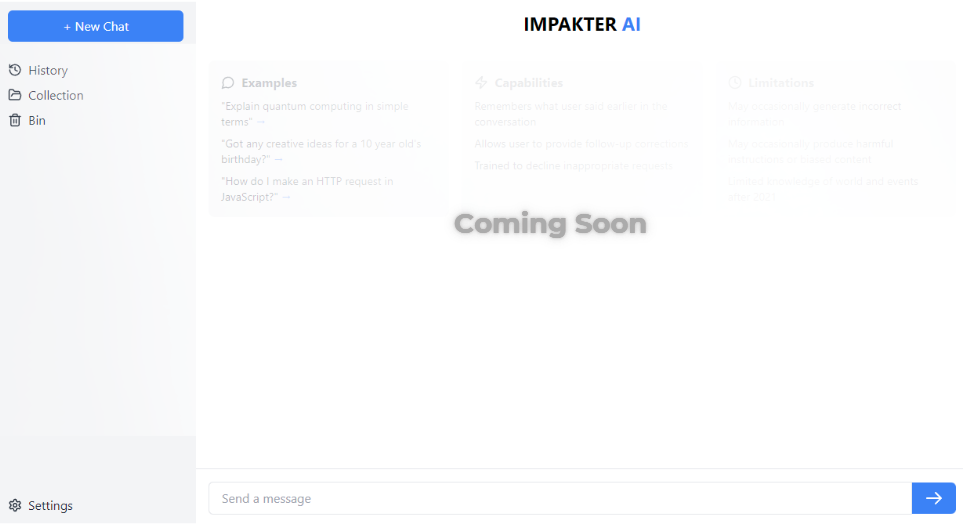 + New Chat
IMPAKTER AI
History
Collection
Bin
Examples
"Explain quantum computing in simple
terms" →
"Got any creative ideas for a 10 year old's
birthday?" →
"How do I make an HTTP request in
JavaScript?" →
Capabilities
Remembers what user said earlier in the
conversation
Allows user to provide follow-up corrections
Trained to decline inappropriate requests
Limitations
May occasionally generate incorrect
information
May occasionally produce harmful
instructions or biased content
Limited knowledge of world and events
after 2021
Coming Soon
Settings
Send a message